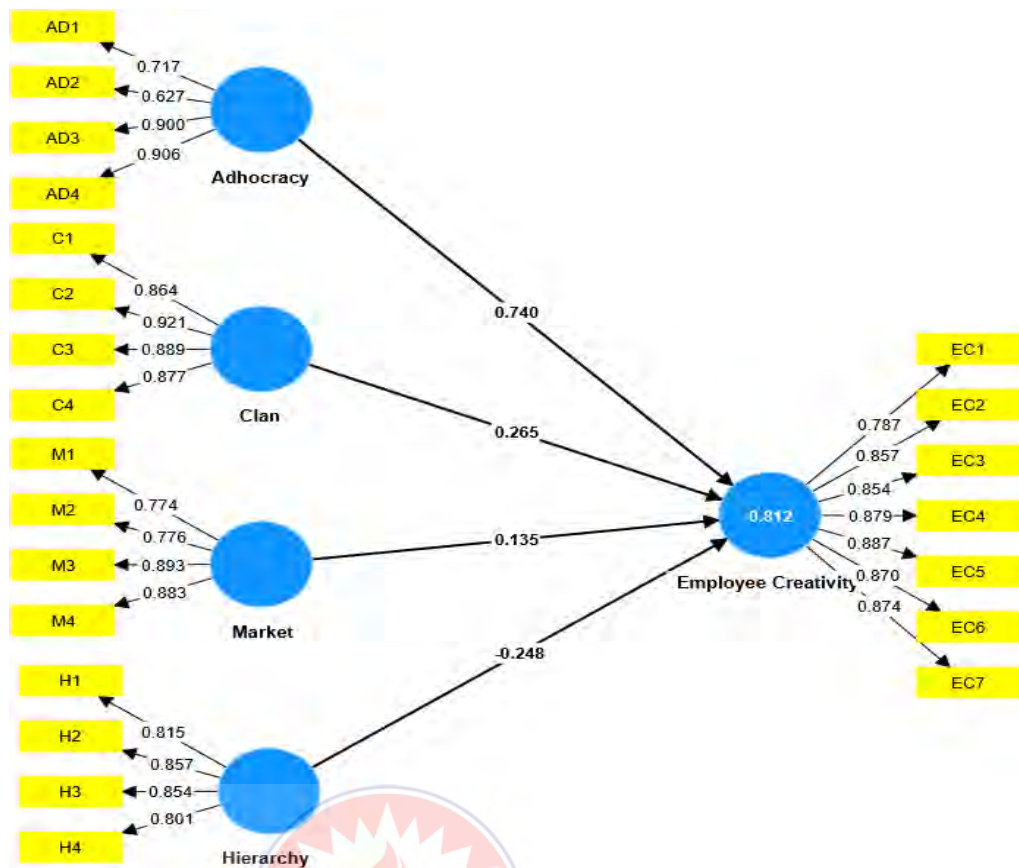 AD1
0.717
AD2
0.627
AD3
0.900
AD4
0.906
Adhocracy
C1
0.864
C2
0.921
C3
0.889
C4
0.877
Clan
M1
0.774
M2
0.776
M3
0.893
M4
0.883
Market
H1
0.815
H2
0.857
H3
0.854
H4
0.801
Hierarchy
0.740
0.265
0.135
-0.248
0.812
Employee Creativity
EC1
0.787
EC2
0.857
EC3
0.854
EC4
0.879
EC5
0.887
EC6
0.870
EC7
0.874